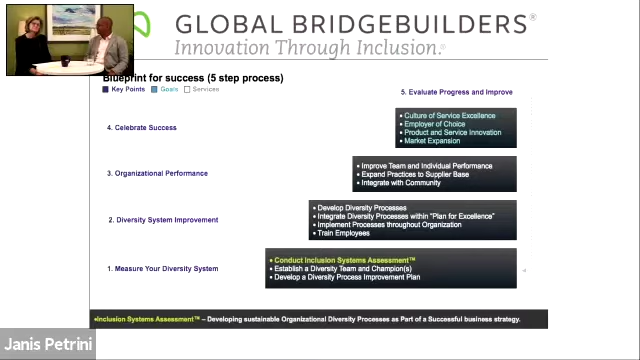 GLOBAL BRIDGEBUILDERS®
Innovation Through Inclusion.®
Blueprint for success (5 step process)
Key Points Goals Services
5. Evaluate Progress and Improve
4. Celebrate Success
• Culture of Service Excellence
• Employer of Choice
• Product and Service Innovation
• Market Expansion
3. Organizational Performance
• Improve Team and Individual Performance
• Expand Practices to Supplier Base
• Integrate with Community
2. Diversity System Improvement
• Develop Diversity Processes
• Integrate Diversity Processes within "Plan for Excellence"
• Implement Processes throughout Organization
• Train Employees
1. Measure Your Diversity System
• Conduct Inclusion Systems Assessment™
• Establish a Diversity Team and Champion(s)
• Develop a Diversity Process Improvement Plan
•Inclusion Systems Assessment™ – Developing sustainable Organizational Diversity Processes as Part of a Successful business strategy.
Janis Petrini